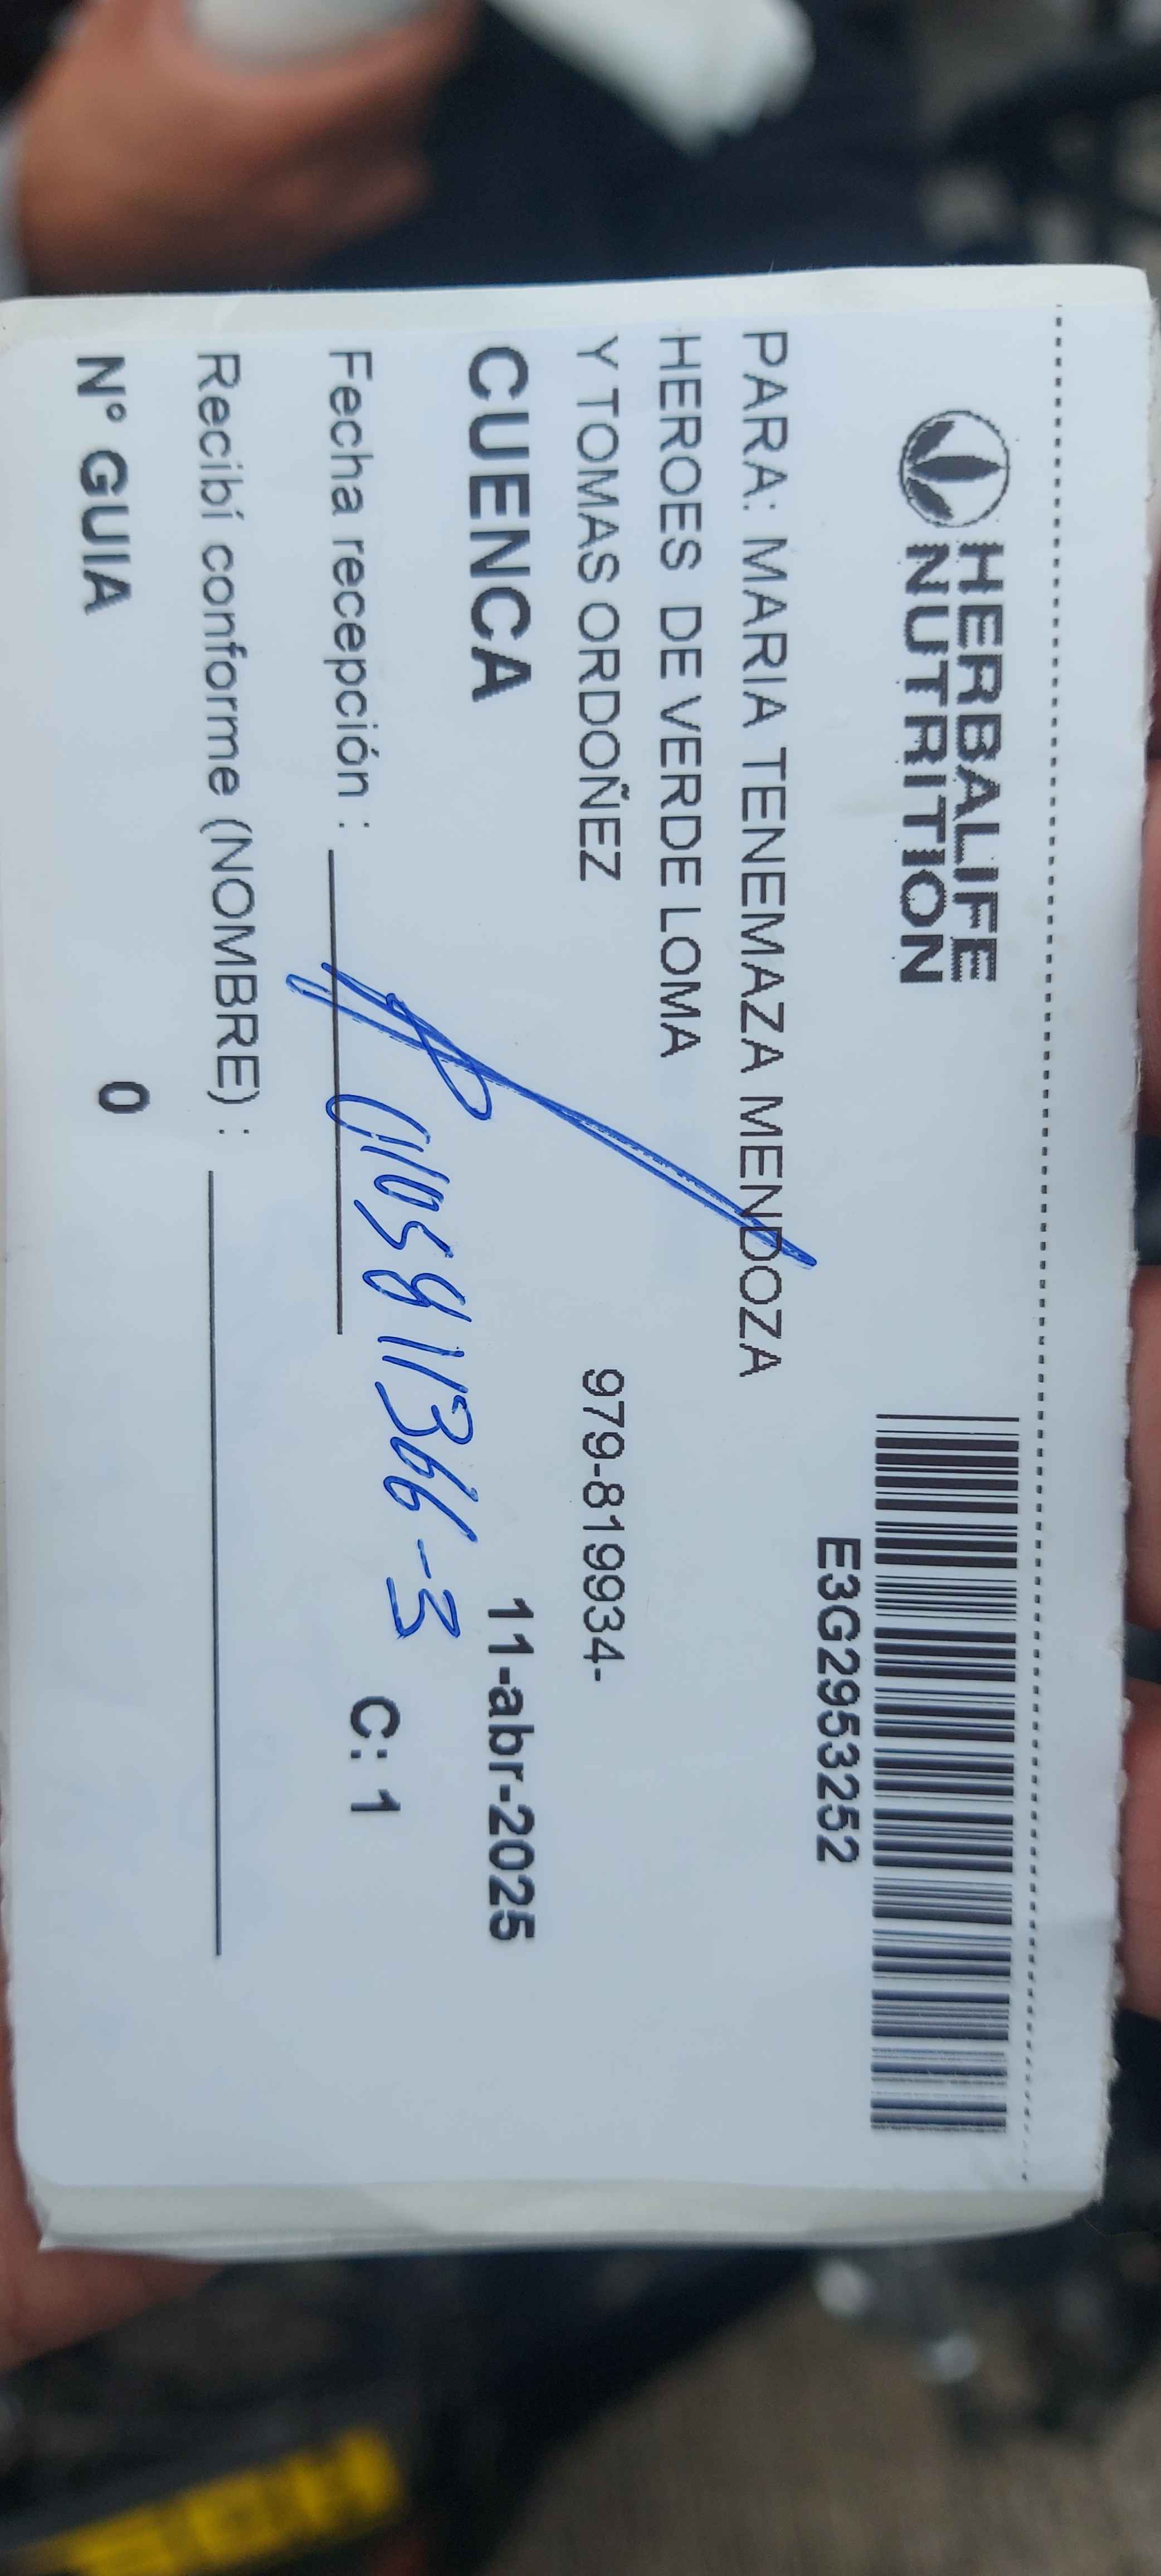 HERBALIFE
NUTRITION
E3G2953252
PARA: MARIA TENEMAZA MENDOZA
HEROES DE VERDE LOMA
Y TOMAS ORDOÑEZ
979-819934-
CUENCA
11-abr-2025
Fecha recepción :
010581366-3
C: 1
Recibí conforme (NOMBRE) :
N° GUIA 0